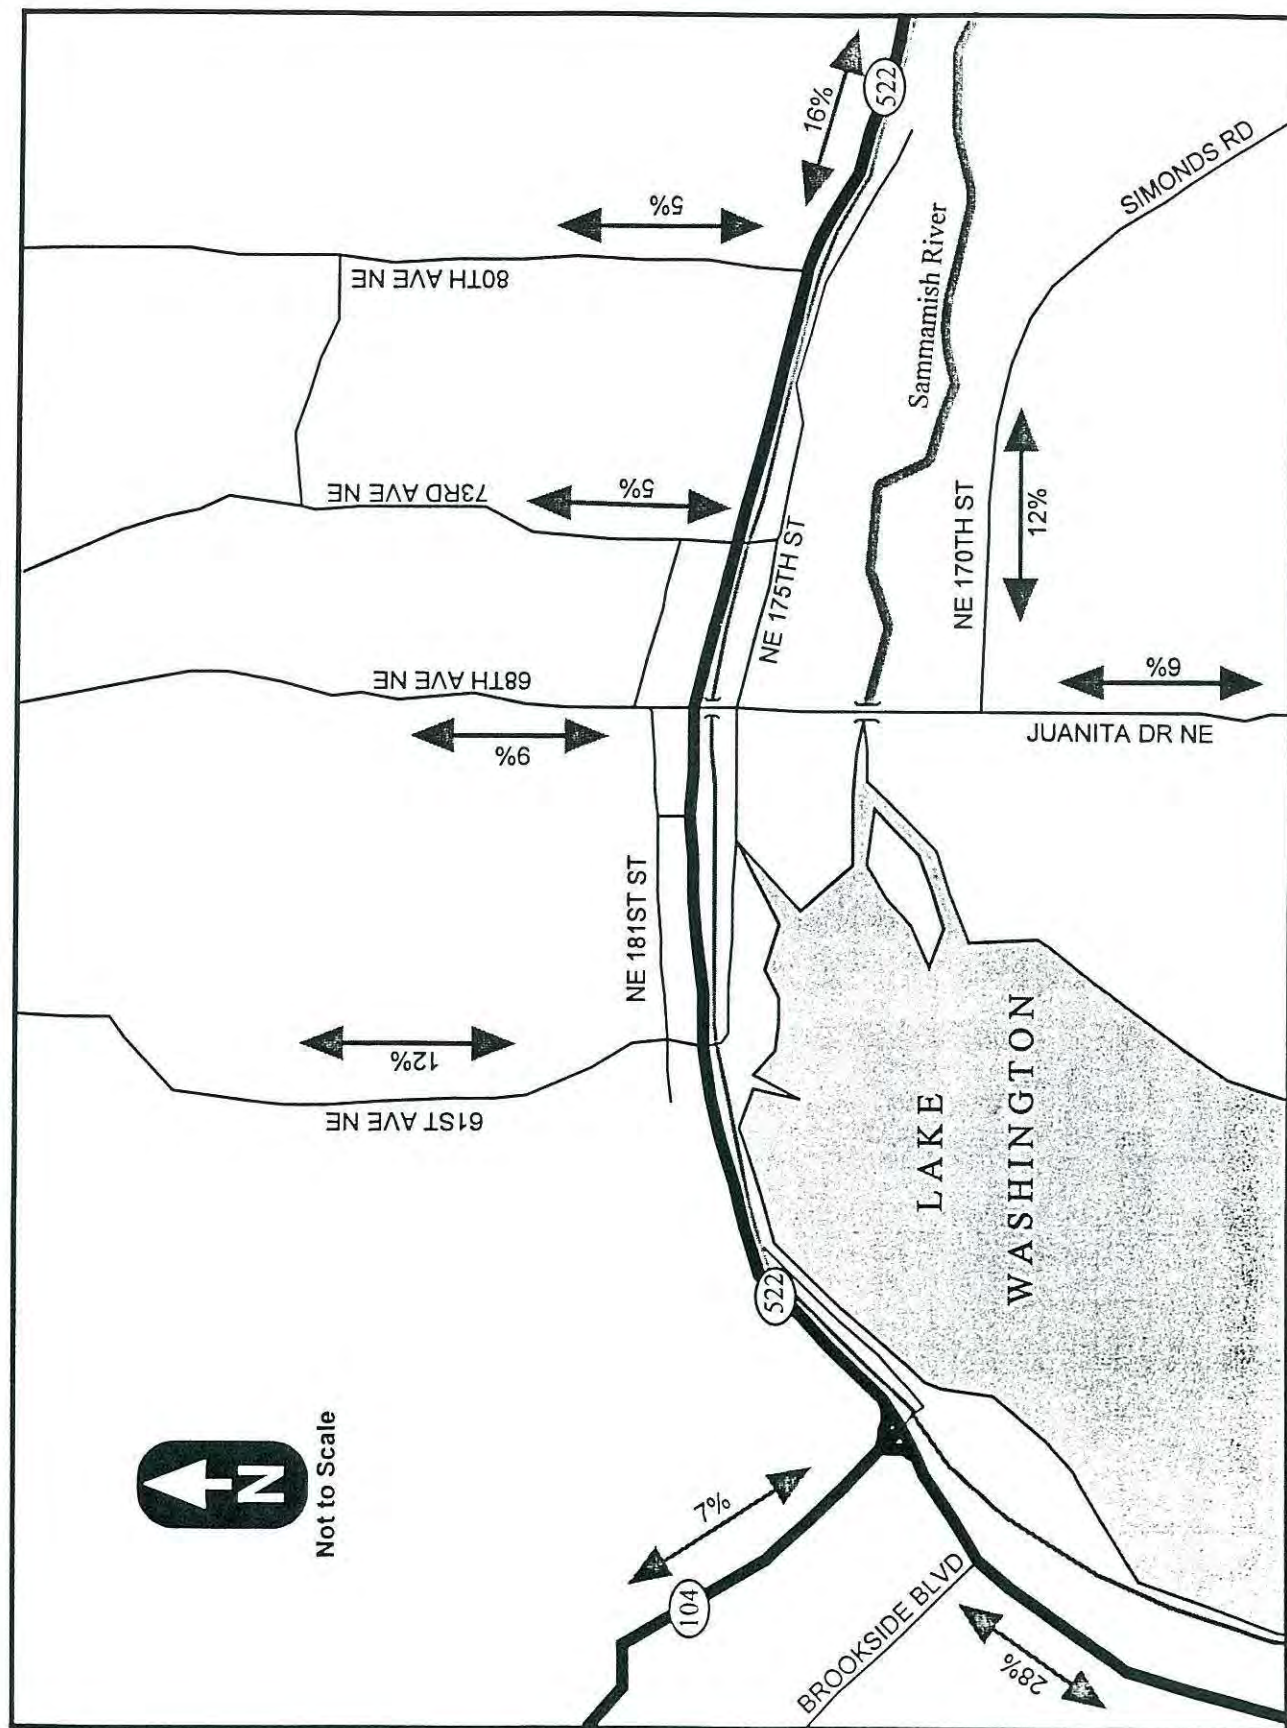 16%
522
5%
80TH AVE NE
SIMONDS RD
Sammamish River
73RD AVE NE
5%
NE 175TH ST
NE 170TH ST
12%
68TH AVE NE
9%
6%
JUANITA DR NE
NE 181ST ST
12%
61ST AVE NE
LAKE
WASHINGTON
522
N
Not to Scale
7%
104
BROOKSIDE BLVD
28%